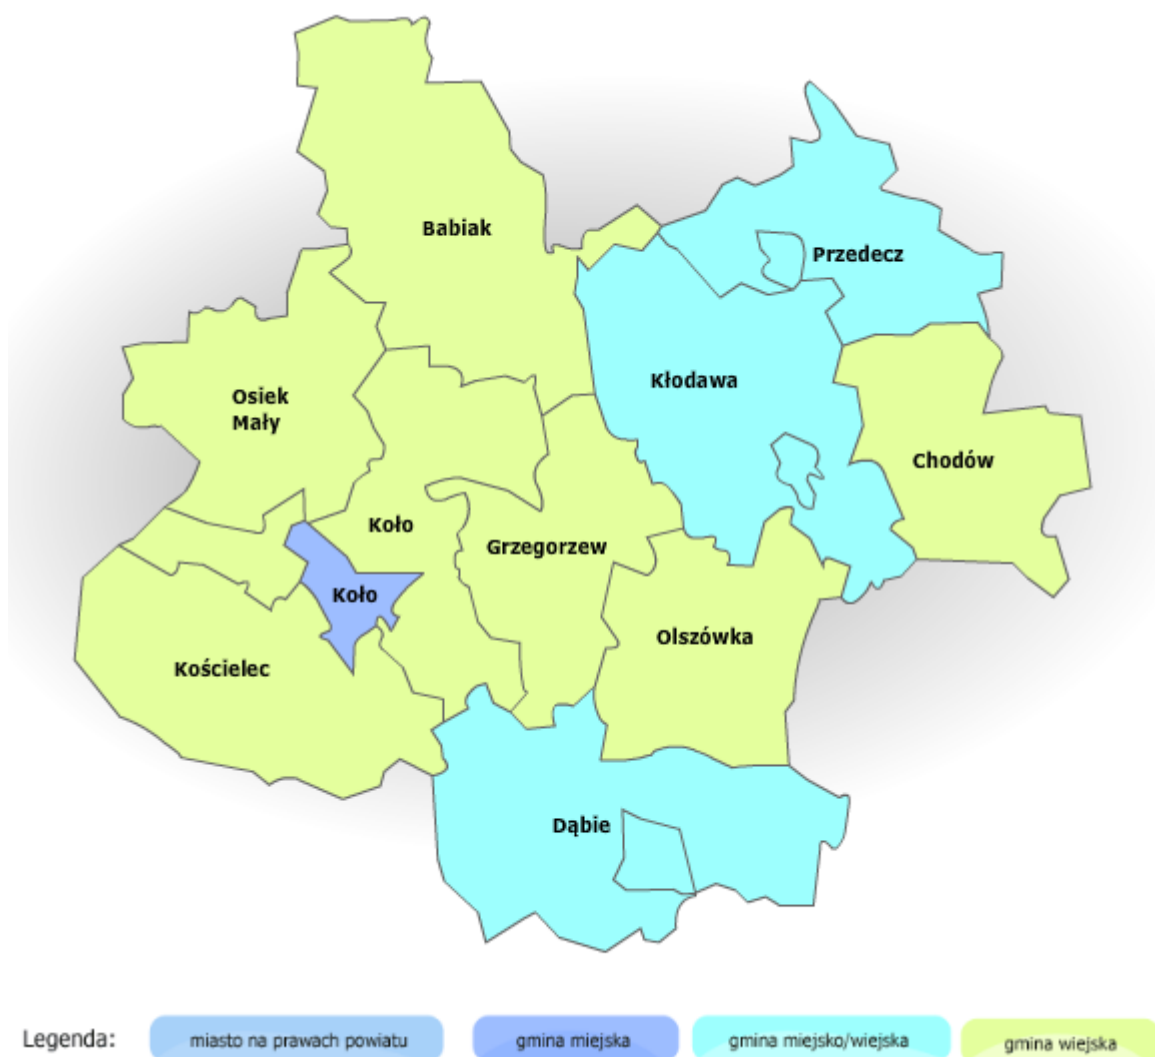 Babiak
Przedecz
Osiek
Mały
Kłodawa
Chodów
Koło
Grzegorzew
Koło
Olszówka
Kościelec
Dąbie
Legenda:
miasto na prawach powiatu
gmina miejska
gmina miejsko/wiejska
gmina wiejska